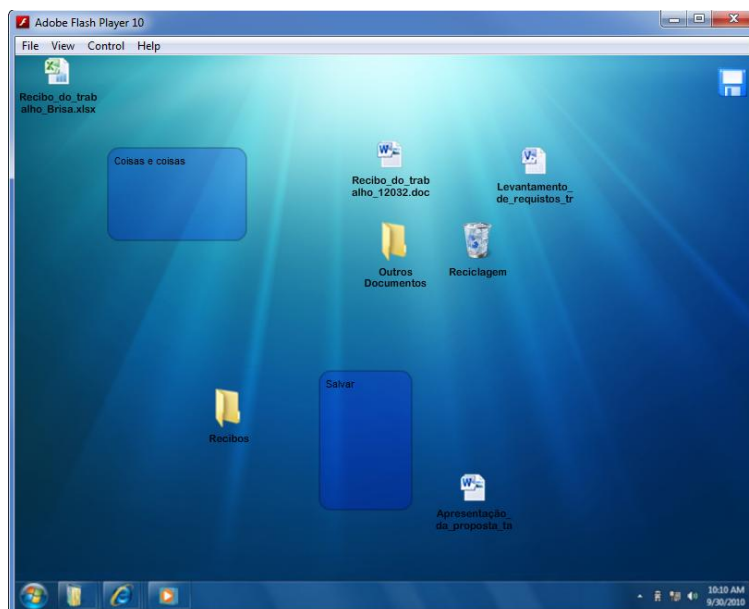 Adobe Flash Player 10
File View Control Help
Recibo_do_trab
alho_Brisa.xlsx
Coisas e coisas
Recibo_do_trab
alho_12032.doc
Levantamento_
de_requistos_tr
Outros
Documentos
Reciclagem
Recibos
Salvar
Apresentação_
da_proposta_ta
10:10 AM
9/30/2010